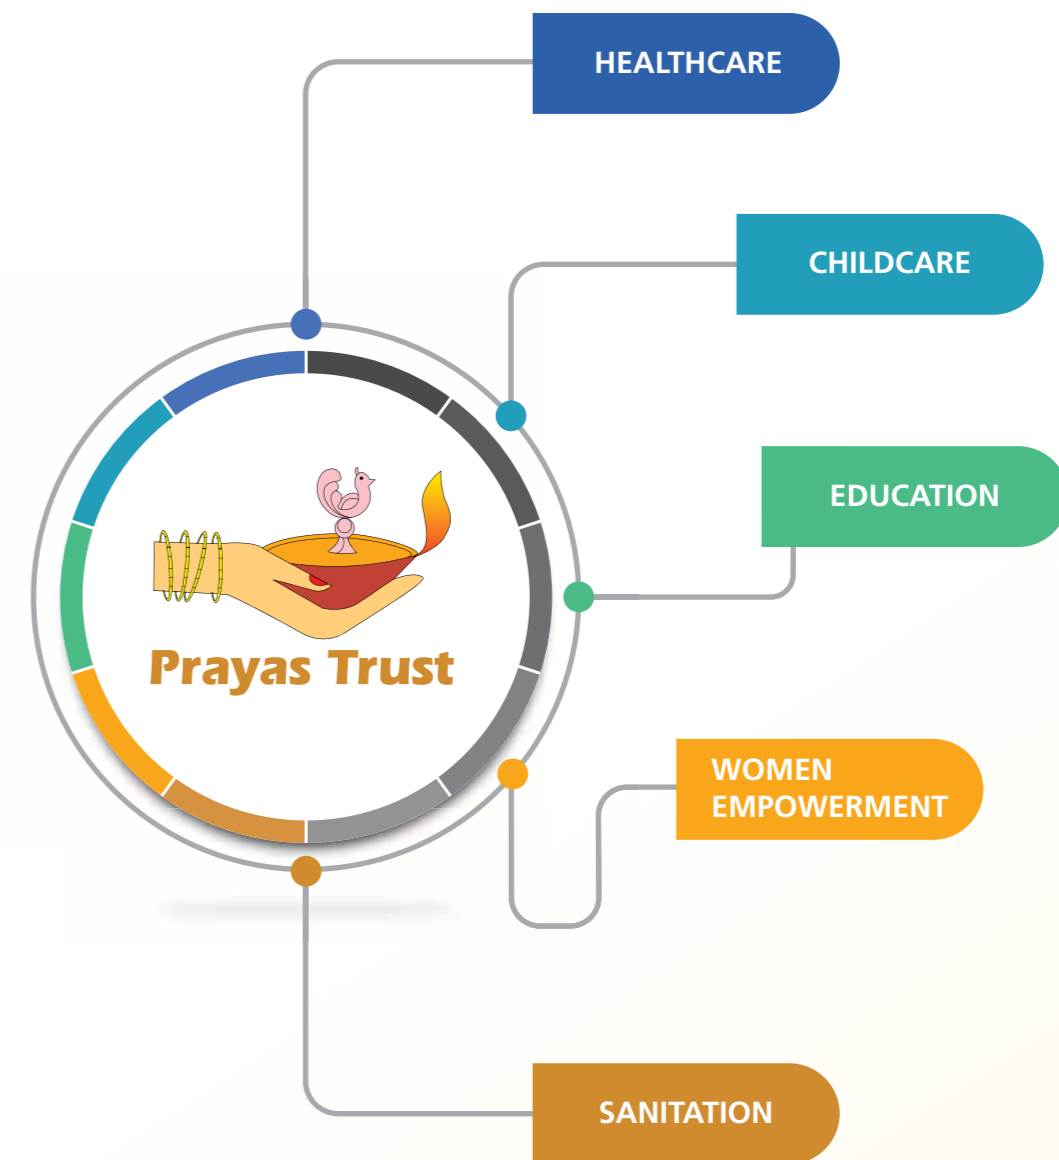 HEALTHCARE
CHILDCARE
EDUCATION
Prayas Trust
WOMEN
EMPOWERMENT
SANITATION